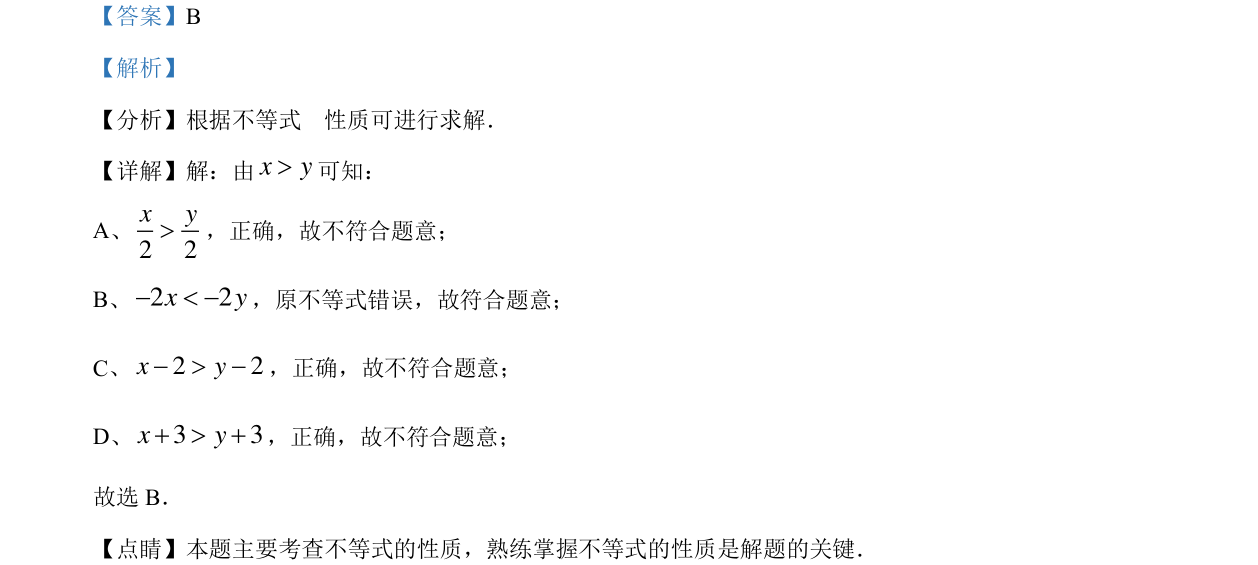 【答案】B
【解析】
【分析】根据不等式 性质可进行求解．
【详解】解：由 x > y 可知：
A、x/2 > y/2，正确，故不符合题意；
B、−2x < −2y，原不等式错误，故符合题意；
C、x−2 > y−2，正确，故不符合题意；
D、x+3 > y+3，正确，故不符合题意；
故选 B．
【点睛】本题主要考查不等式的性质，熟练掌握不等式的性质是解题的关键．